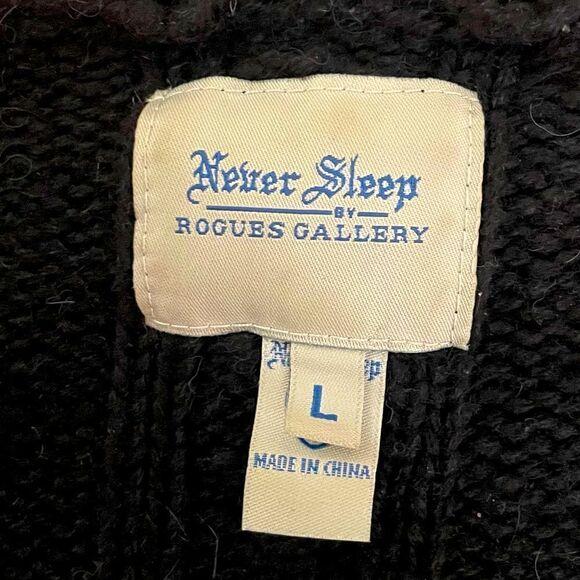 Never Sleep
BY
ROGUES GALLERY
L
MADE IN CHINA